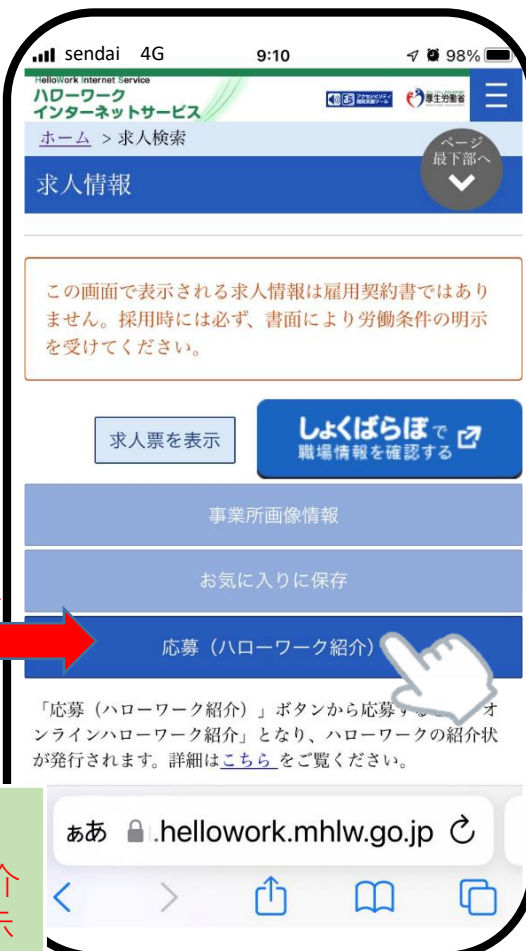 sendai 4G 9:10 98%
HelloWork Internet Service
ハローワーク
インターネットサービス
厚生労働省
ホーム > 求人検索
ページ
最下部へ
求人情報
この画面で表示される求人情報は雇用契約書ではあり
ません。採用時には必ず、書面により労働条件の明示
を受けてください。
求人票を表示
しょくばらぼで
職場情報を確認する
事業所画像情報
お気に入りに保存
応募（ハローワーク紹介）
「応募（ハローワーク紹介）」ボタンから応募す オ
ンラインハローワーク紹介」となり、ハローワークの紹介状
が発行されます。詳細はこちら をご覧ください。
ぁあ .hellowork.mhlw.go.jp
介
示